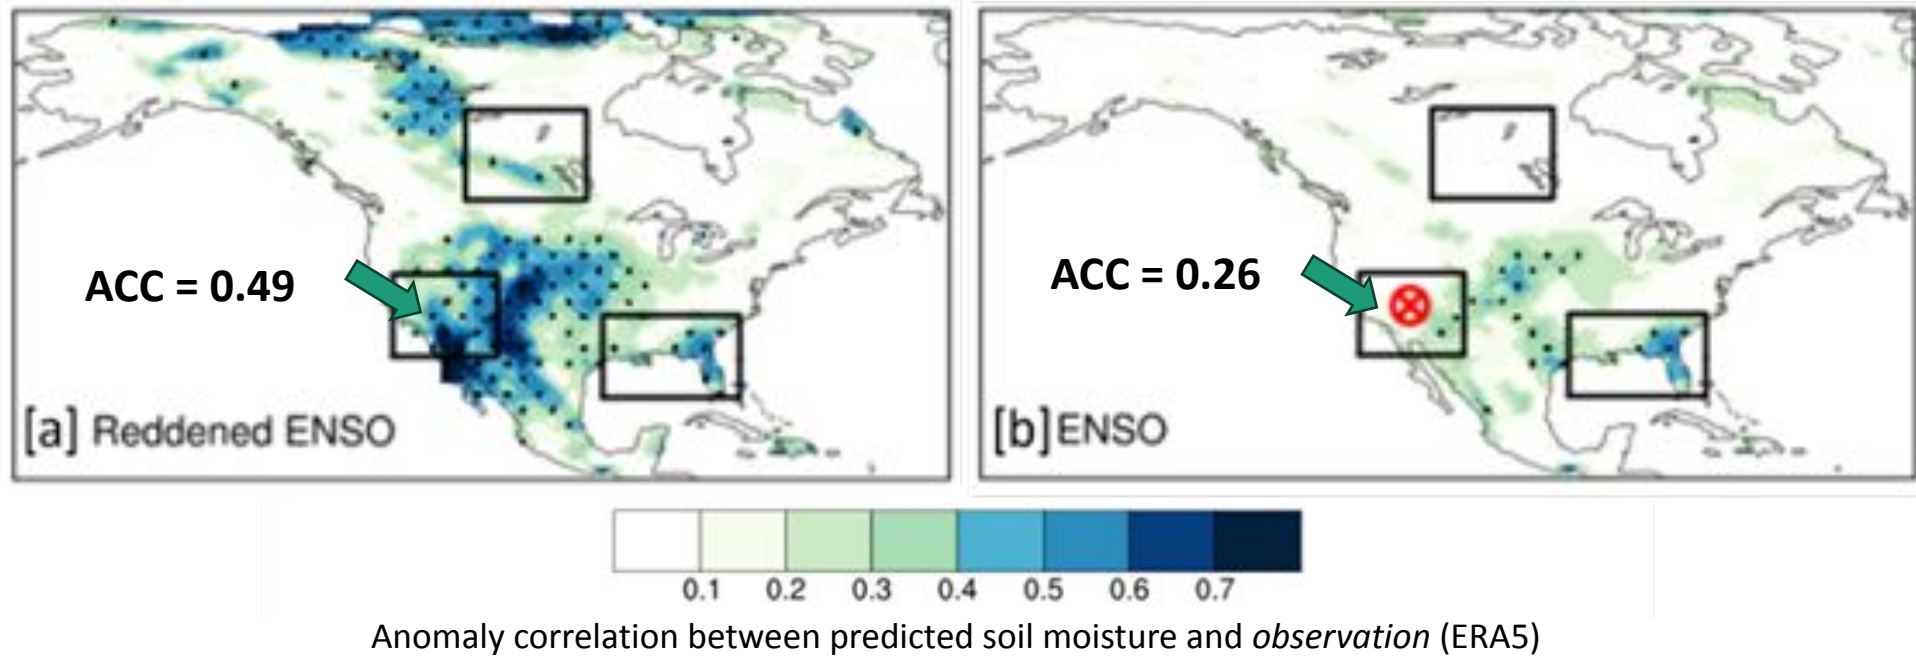 ACC = 0.49
[a] Reddened ENSO
ACC = 0.26
[b] ENSO
0.1 0.2 0.3 0.4 0.5 0.6 0.7
Anomaly correlation between predicted soil moisture and observation (ERA5)